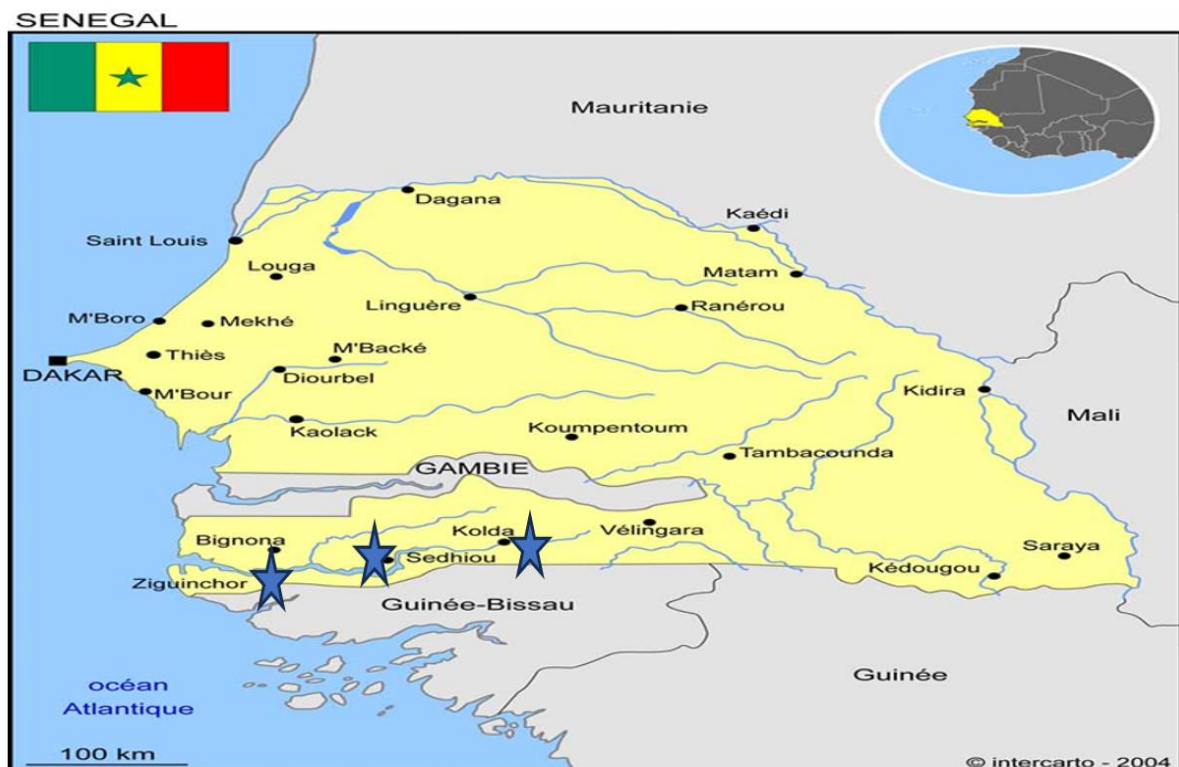 SENEGAL
Mauritanie
Dagana
Kaédi
Saint Louis
Louga
Matam
Linguère
Ranérou
M'Boro
Mekhé
M'Backé
Thiès
DAKAR
Diourbel
M'Bour
Kidira
Mali
Kaolack
Koumpentoum
Tambacounda
GAMBIE
Bignona
Kolda
Vélingara
Sedhiou
Saraya
Ziguinchor
Kédougou
Guinée-Bissau
Guinée
océan
Atlantique
100 km
© intercarto - 2004